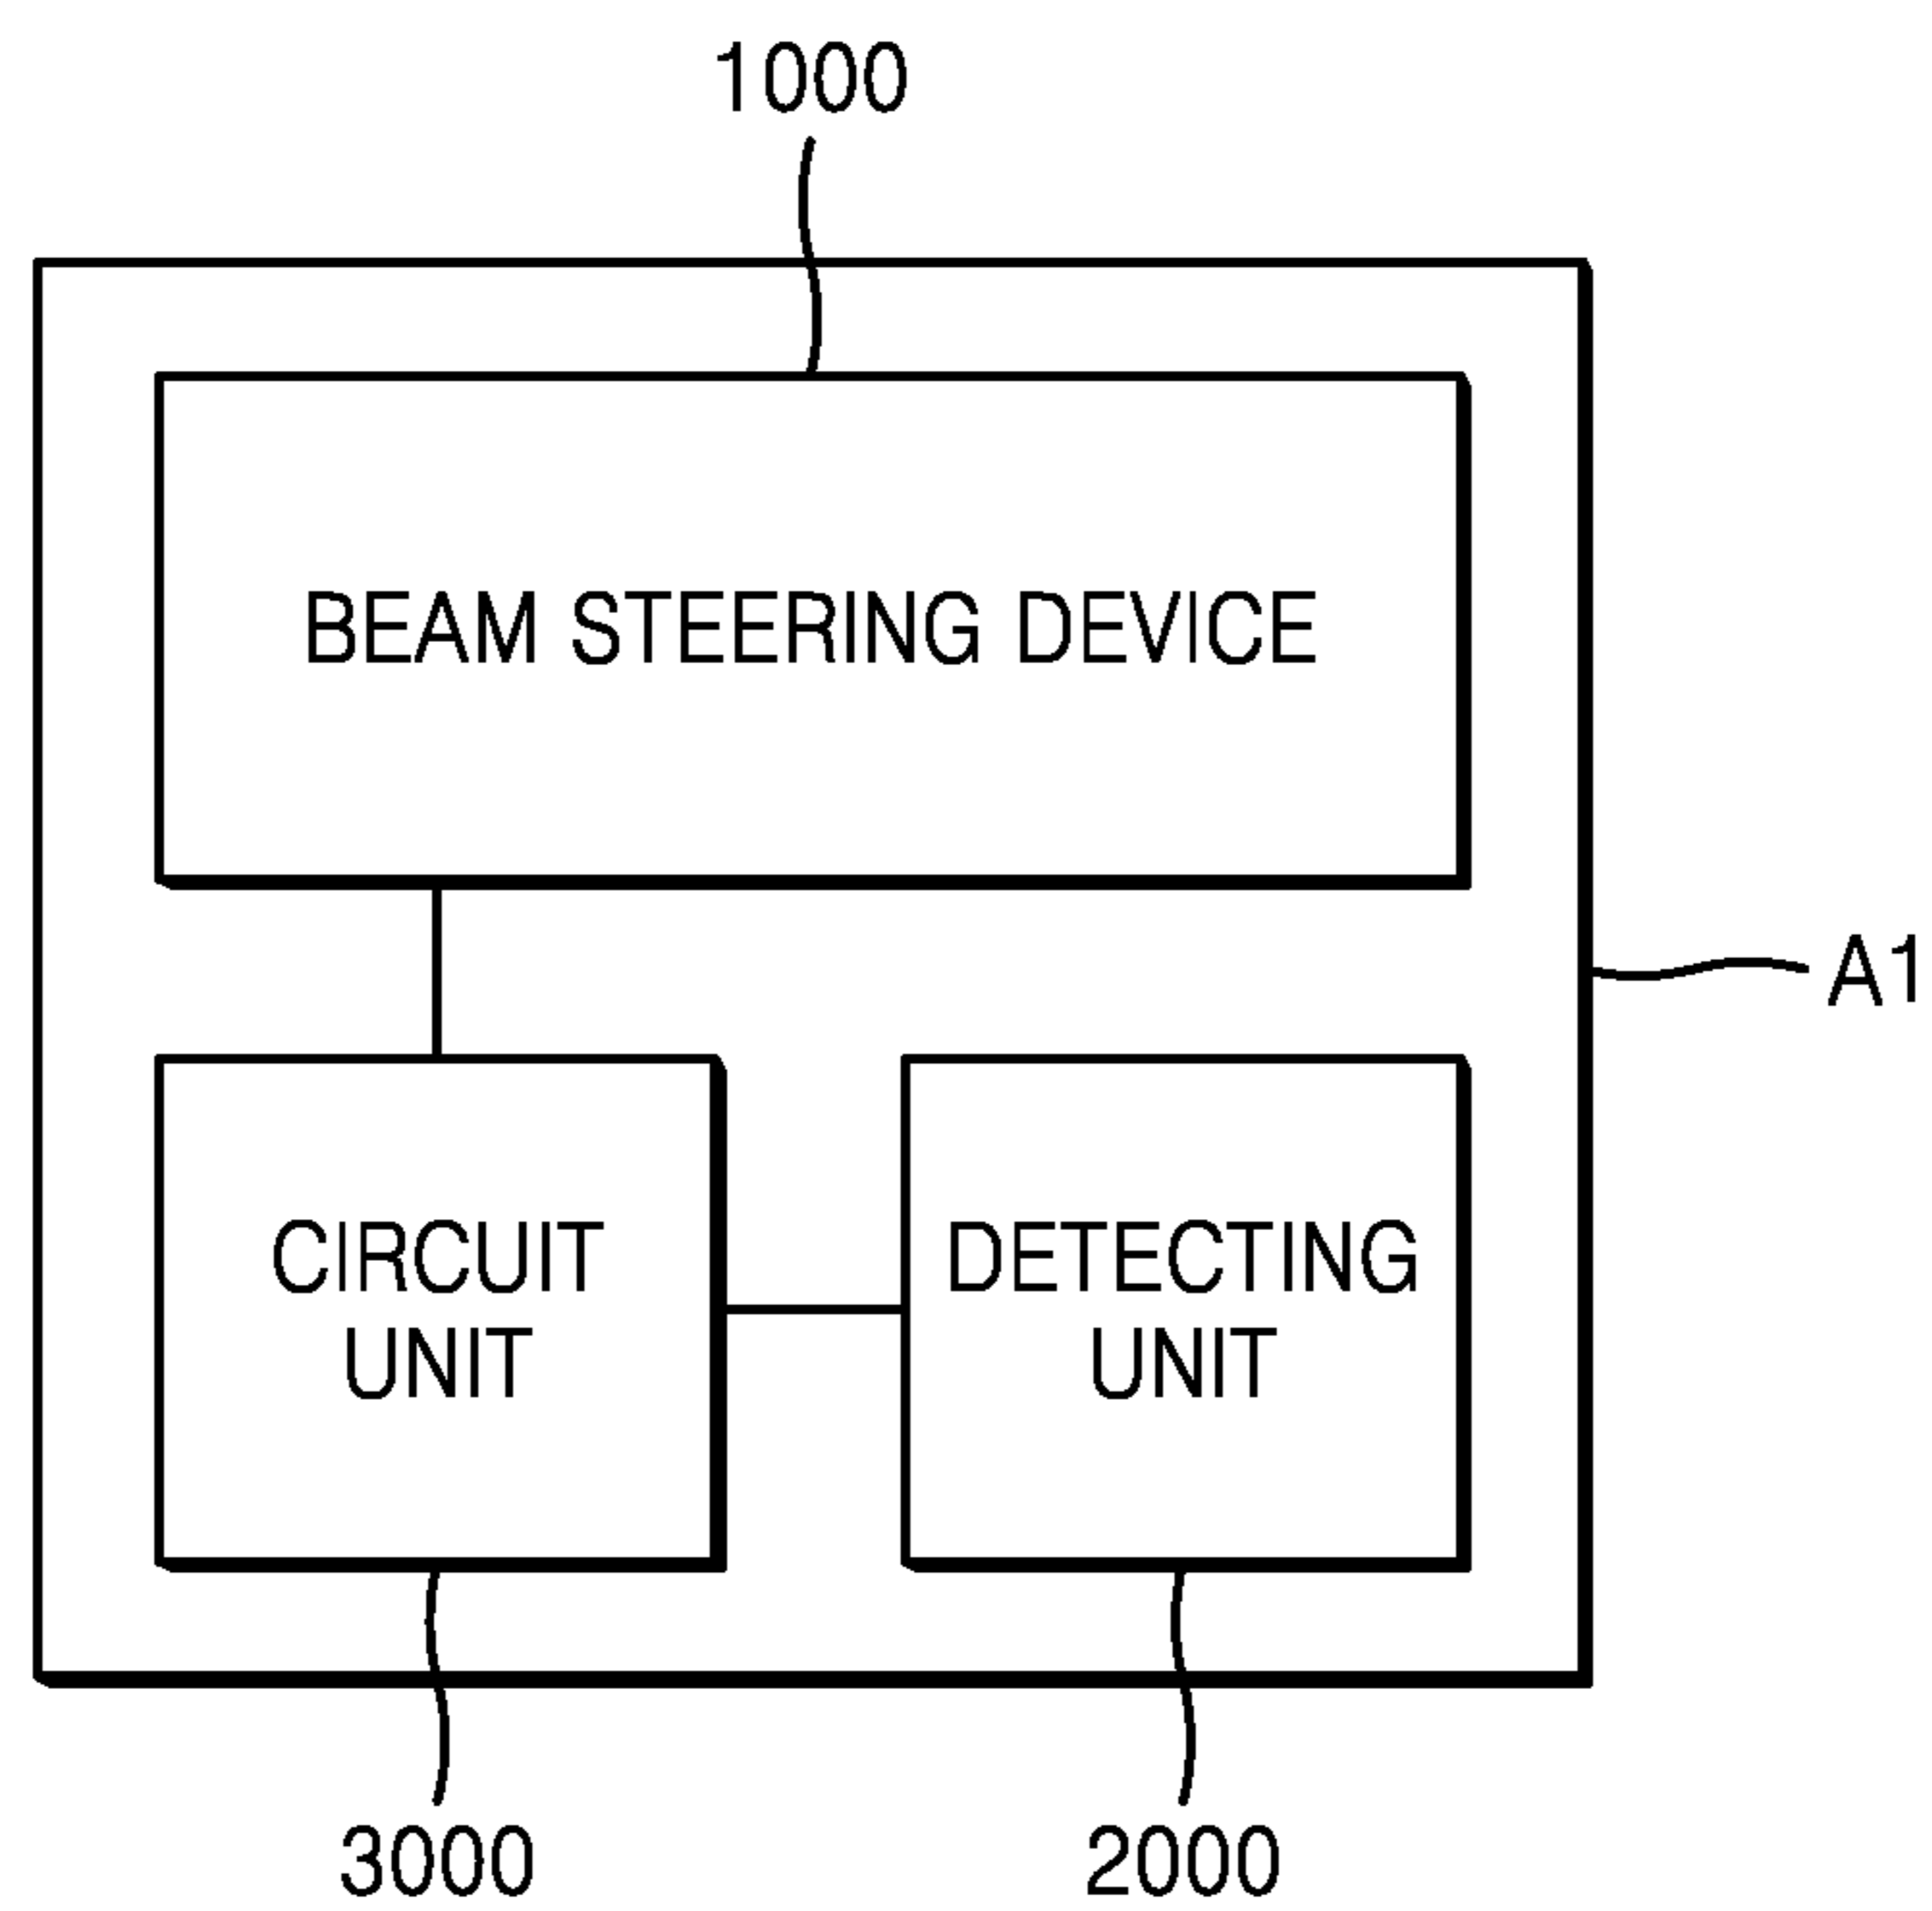 1000
BEAM STEERING DEVICE
A1
CIRCUIT
UNIT
DETECTING
UNIT
3000
2000